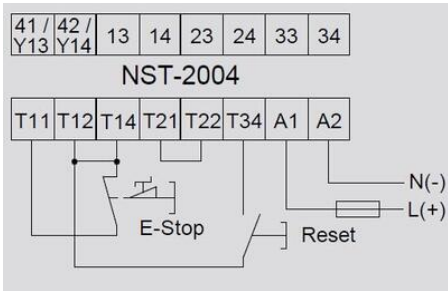 41 / 42 / 13 14 23 24 33 34
Y13 Y14
NST-2004
T11 T12 T14 T21 T22 T34 A1 A2
N(-)
L(+)
E-Stop Reset